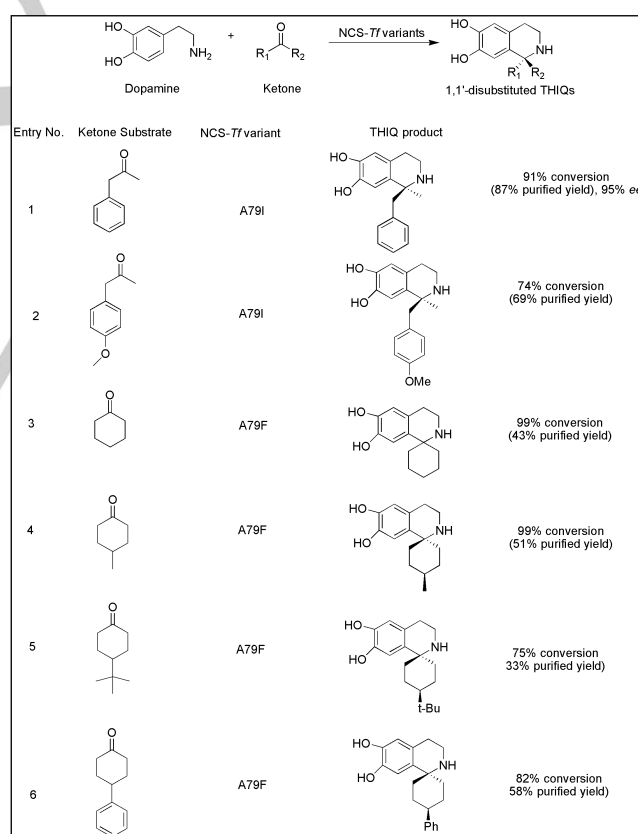 HO
HO
NH2
+
O
R1 R2
NCS-Tf variants
HO
HO
NH
R1 R2
Dopamine
Ketone
1,1'-disubstituted THIQs
Entry No. Ketone Substrate NCS-Tf variant THIQ product
O
1
A79I
HO
HO
NH
91% conversion
(87% purified yield), 95% ee
O
2
O
A79I
HO
HO
NH
OMe
74% conversion
(69% purified yield)
O
3
A79F
HO
HO
NH
99% conversion
(43% purified yield)
O
4
A79F
HO
HO
NH
99% conversion
(51% purified yield)
O
5
A79F
HO
HO
NH
t-Bu
75% conversion
33% purified yield)
O
6
A79F
HO
HO
NH
Ph
82% conversion
58% purified yield)